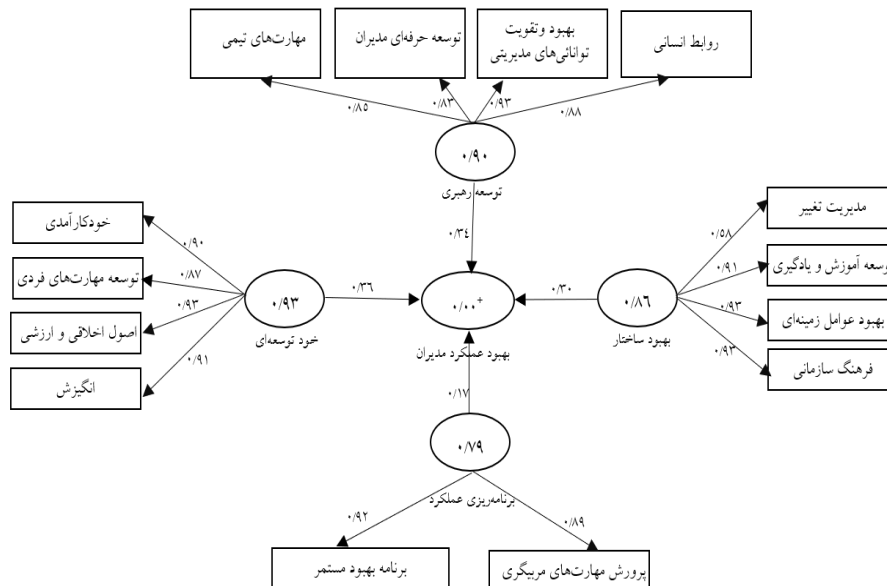 روابط انسانی
بهبود وتقویت
توانائی‌های مدیریتی
توسعه حرفه‌ای مدیران
مهارت‌های تیمی
۰/۸۸
۰/۹۳
۰/۸۳
۰/۸۵
۰/۹۰
توسعه رهبری
۰/۳۴
مدیریت تغییر
توسعه آموزش و یادگیری
بهبود عوامل زمینه‌ای
فرهنگ سازمانی
۰/۵۸
۰/۹۱
۰/۹۳
۰/۹۳
۰/۸۶
بهبود ساختار
۰/۳۰
۰/۰۰+
بهبود عملکرد مدیران
۰/۳۶
۰/۹۳
خود توسعه‌ای
۰/۹۰
۰/۸۷
۰/۹۳
۰/۹۱
خودکارآمدی
توسعه مهارت‌های فردی
اصول اخلاقی و ارزشی
انگیزش
۰/۱۷
۰/۷۹
برنامه‌ریزی عملکرد
۰/۸۹
۰/۹۲
پرورش مهارت‌های مربیگری
برنامه بهبود مستمر